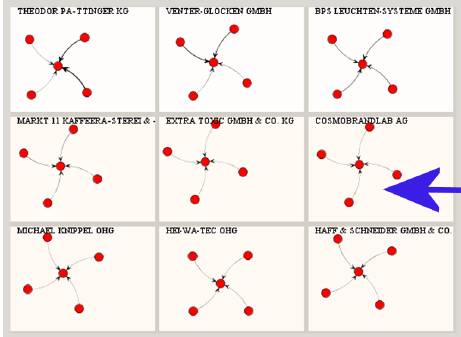 THEODOR PA-TTINGER KG
VENTER-GLOCKEN GMBH
BPS LEUCHTEN-SYSTEME GMBH
MARKT 11 KAFFEERA-STEREI & -
EXTRA TONIC GMBH & CO. KG
COSMOBRANDLAB AG
MICHAEL KNIPPEL OHG
HEI-WA-TEC OHG
HAFF & SCHNEIDER GMBH & CO.